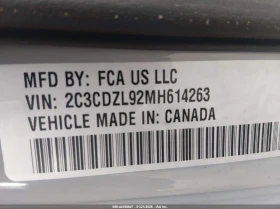 MFD BY: FCA US LLC
VIN: 2C3CDZL92MH614263
VEHICLE MADE IN: CANADA